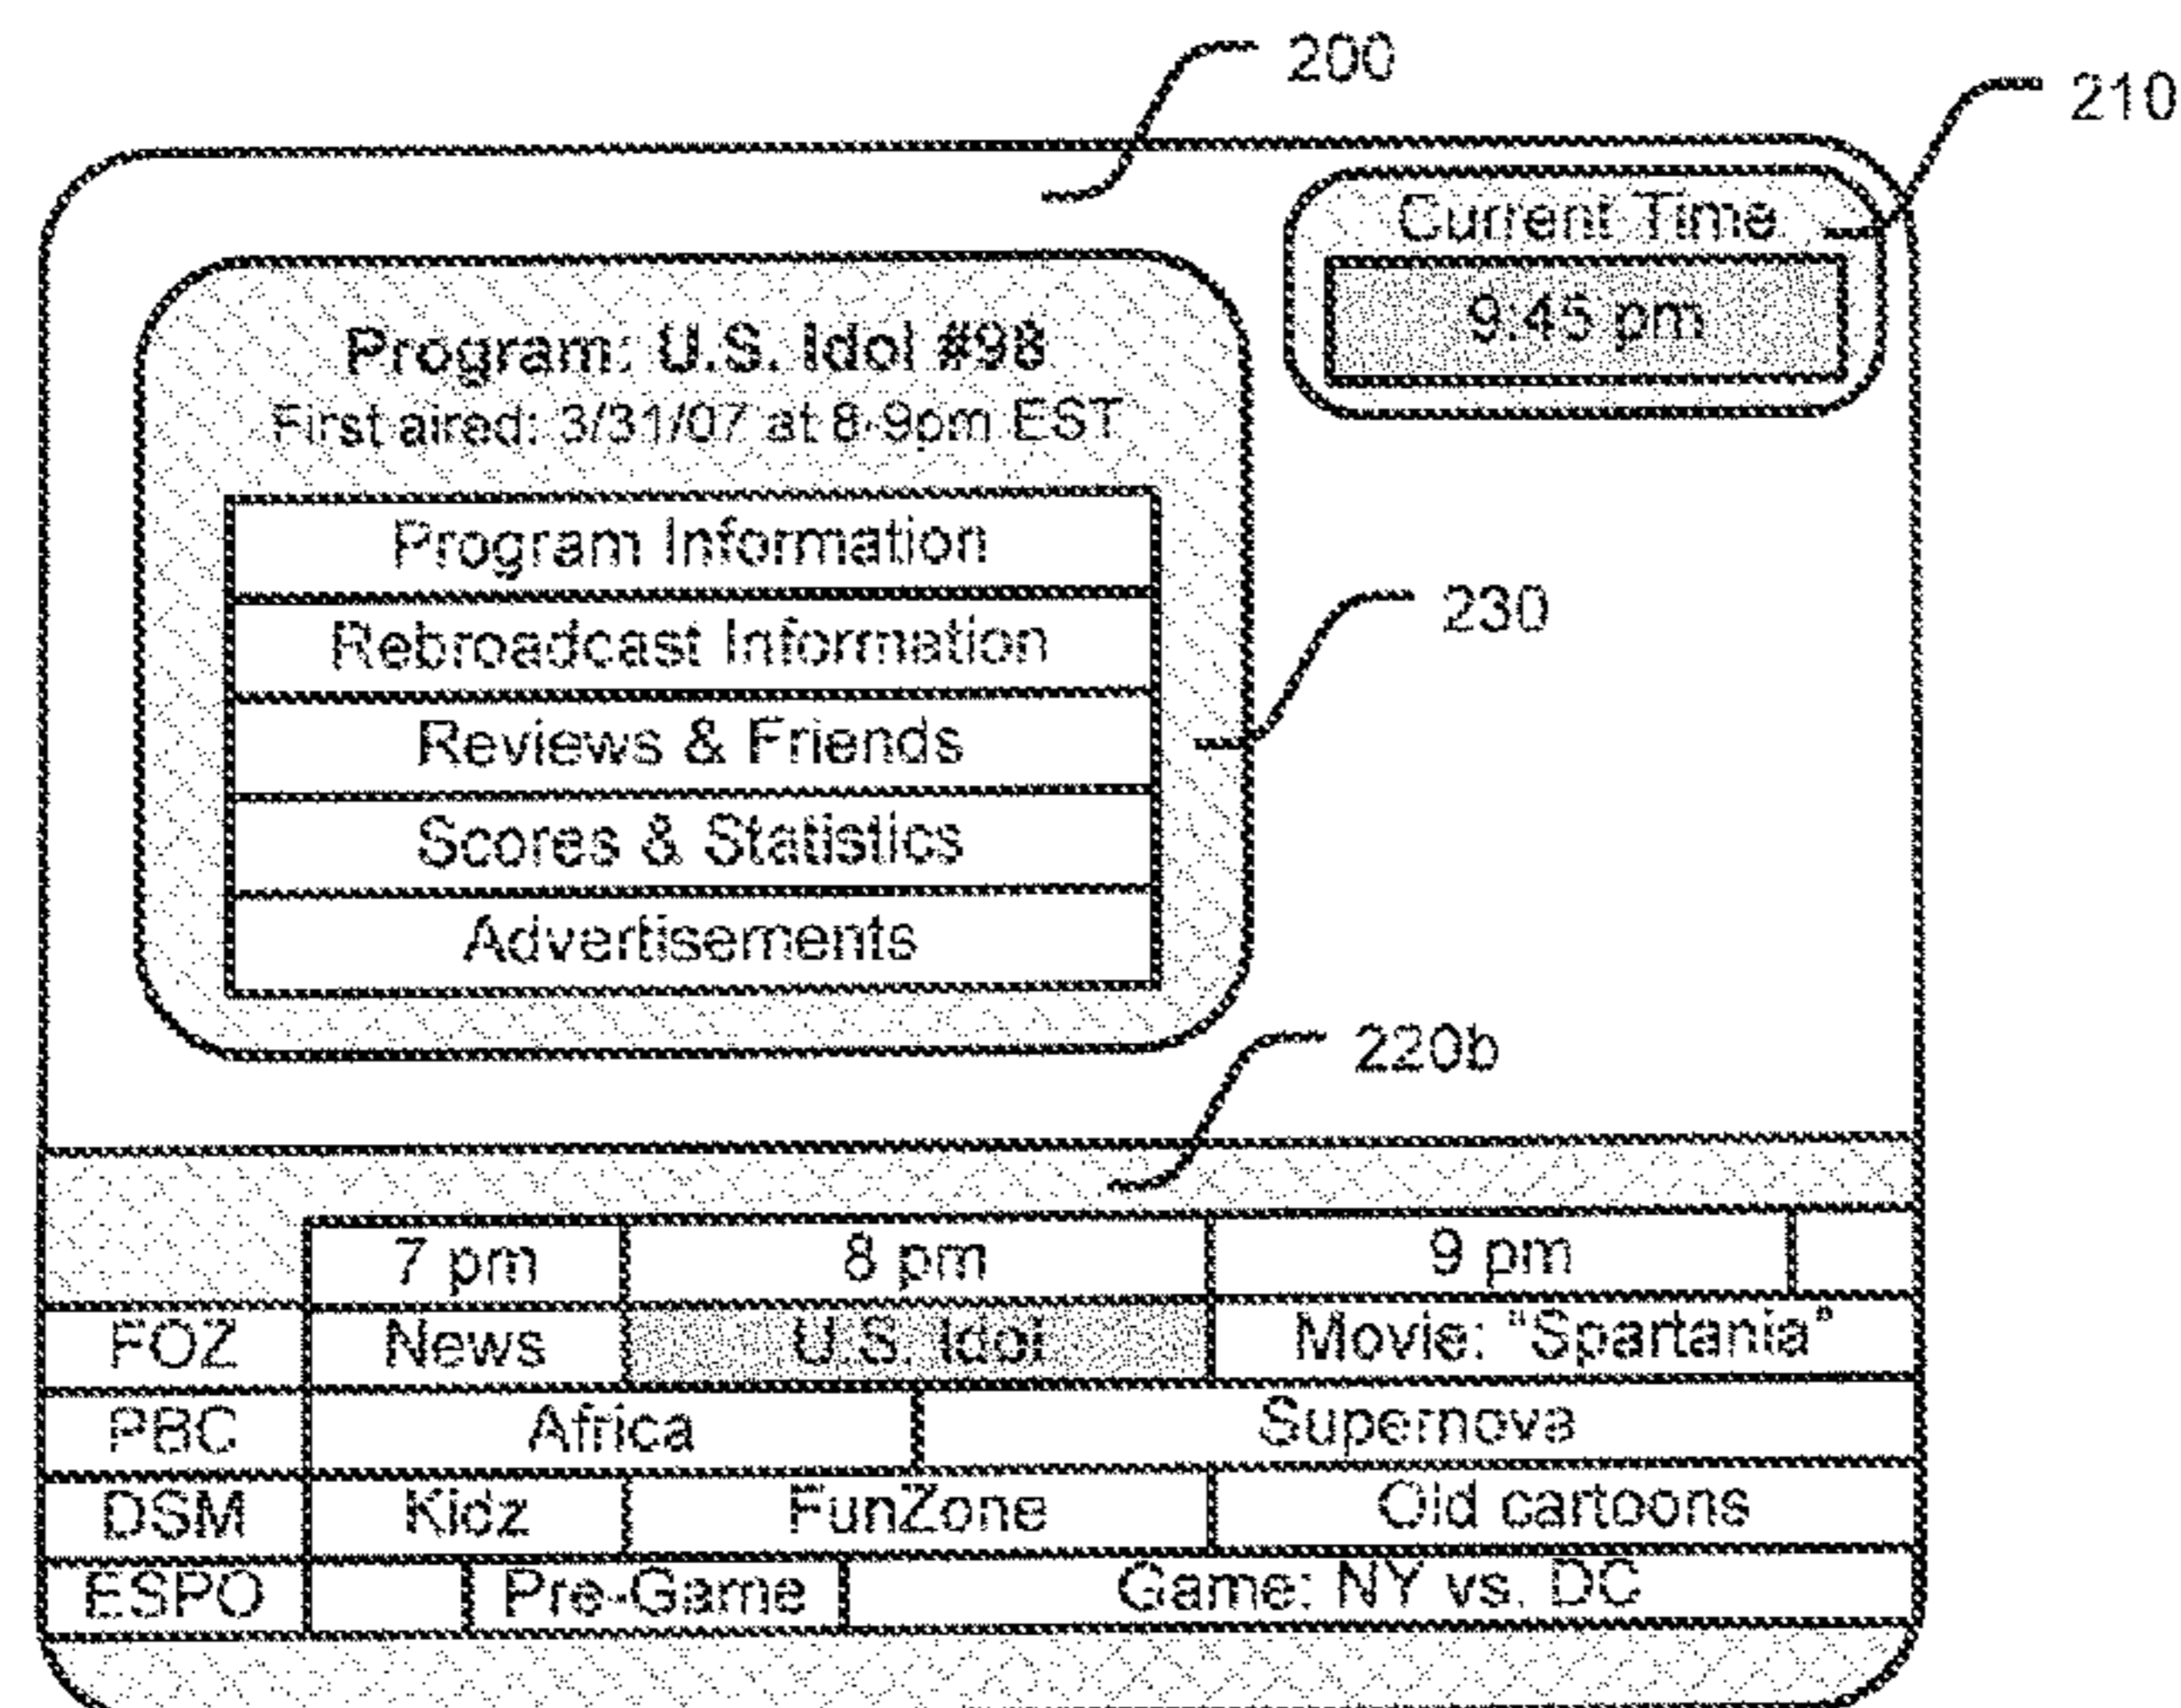 200
210
Current Time
9:45 pm
Program: U.S. Idol #98
First aired: 3/31/07 at 8-9pm EST
Program Information
Rebroadcast Information
230
Reviews & Friends
Scores & Statistics
Advertisements
220b
7 pm 8 pm 9 pm
FOZ News U.S. Idol Movie: "Spartania"
PBC Africa Supernova
DSM Kidz FunZone Old cartoons
ESPO Pre-Game Game: NY vs. DC